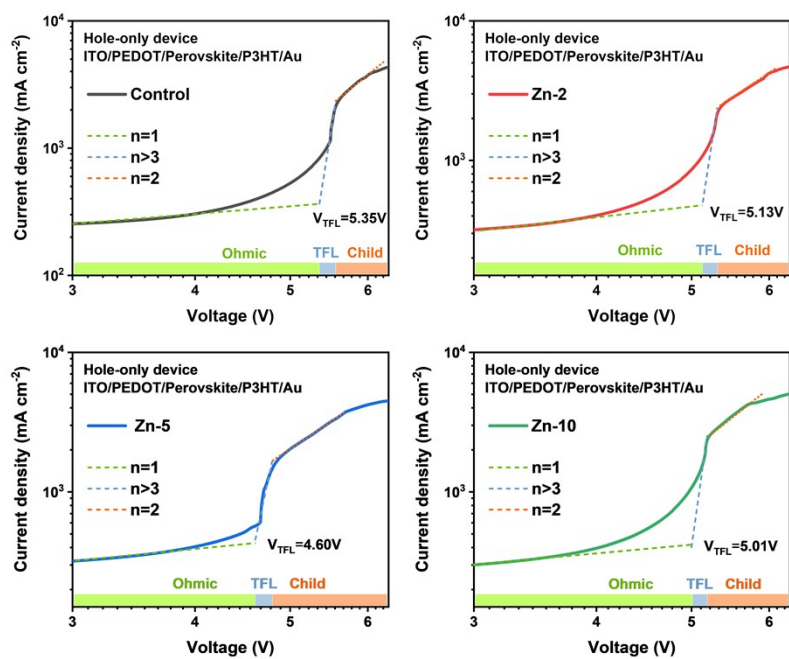 Hole-only device
ITO/PEDOT/Perovskite/P3HT/Au
Control
n=1
n>3
n=2
V_TFL=5.35V
Ohmic TFL Child
10⁴
10³
10²
3 4 5 6
Voltage (V)
Current density (mA cm⁻²)
Hole-only device
ITO/PEDOT/Perovskite/P3HT/Au
Zn-2
n=1
n>3
n=2
V_TFL=5.13V
Ohmic TFL Child
10⁴
10³
3 4 5 6
Voltage (V)
Current density (mA cm⁻²)
Hole-only device
ITO/PEDOT/Perovskite/P3HT/Au
Zn-5
n=1
n>3
n=2
V_TFL=4.60V
Ohmic TFL Child
10⁴
10³
3 4 5 6
Voltage (V)
Current density (mA cm⁻²)
Hole-only device
ITO/PEDOT/Perovskite/P3HT/Au
Zn-10
n=1
n>3
n=2
V_TFL=5.01V
Ohmic TFL Child
10⁴
10³
3 4 5 6
Voltage (V)
Current density (mA cm⁻²)